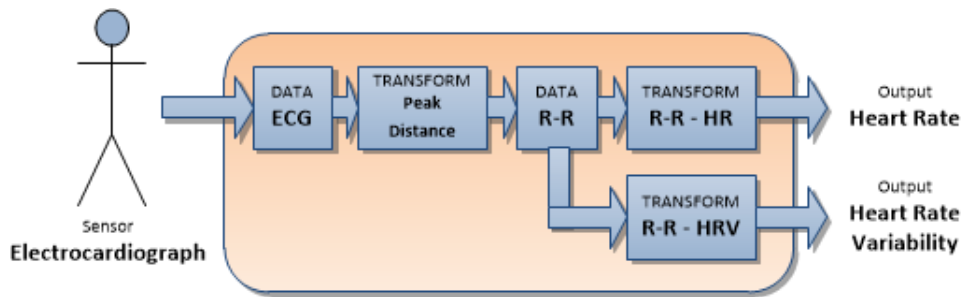 Sensor
Electrocardiograph
DATA
ECG
TRANSFORM
Peak
Distance
DATA
R-R
TRANSFORM
R-R - HR
Output
Heart Rate
TRANSFORM
R-R - HRV
Output
Heart Rate
Variability